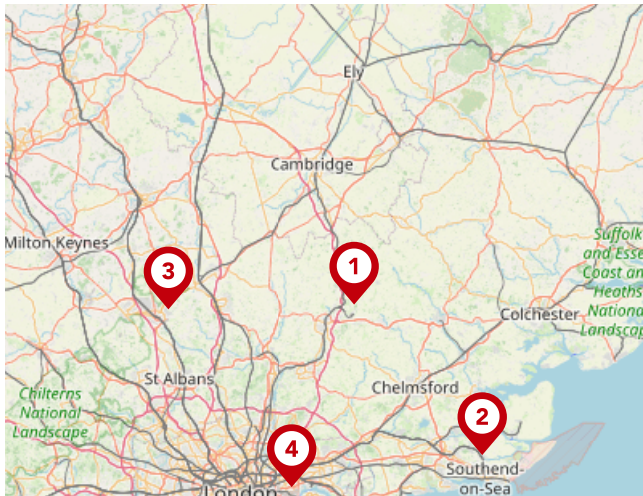 Ely
Cambridge
Milton Keynes
Suffolk
and Esse
Coast an
Heaths
Nationa
Landscap
3
1
Colchester
St Albans
Chelmsford
Chilterns
National
Landscape
2
4
Southend-
on-Sea
London